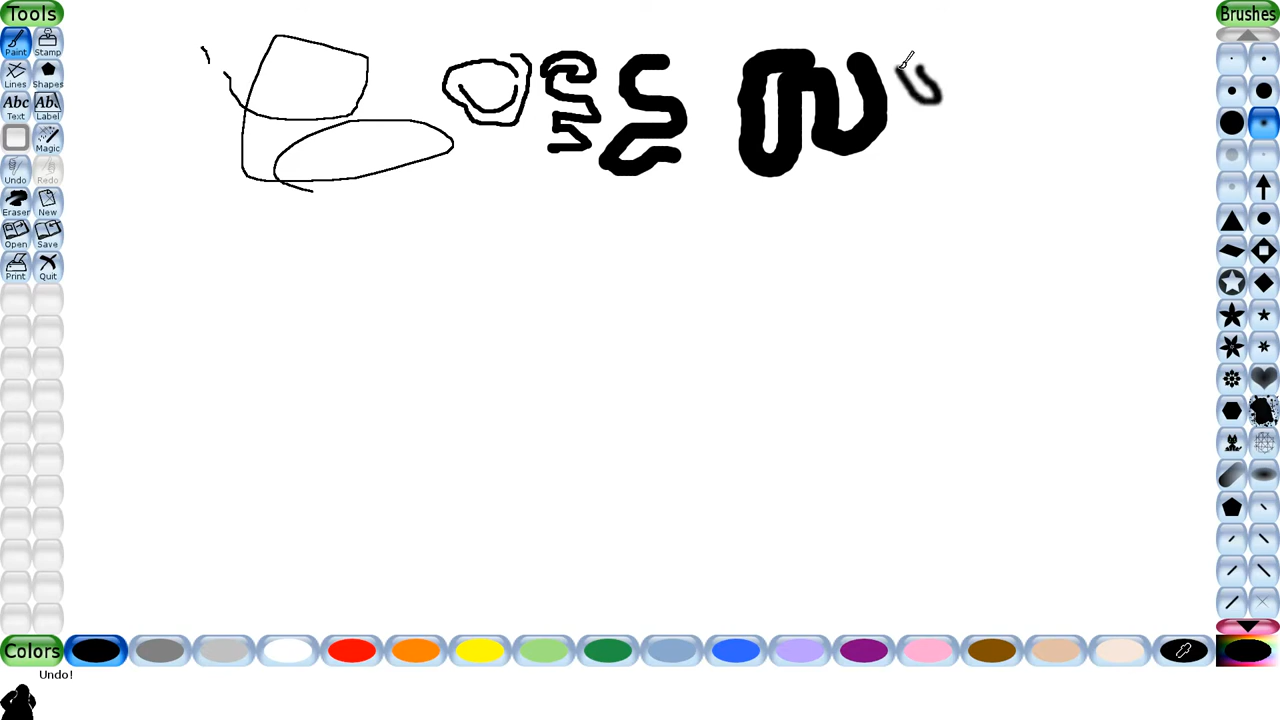 Tools
Brushes
Paint
Stamp
Lines
Shapes
Abc
Abc
Text
Label
Magic
Undo
Redo
Eraser
New
Open
Save
Print
Quit
Colors
Undo!